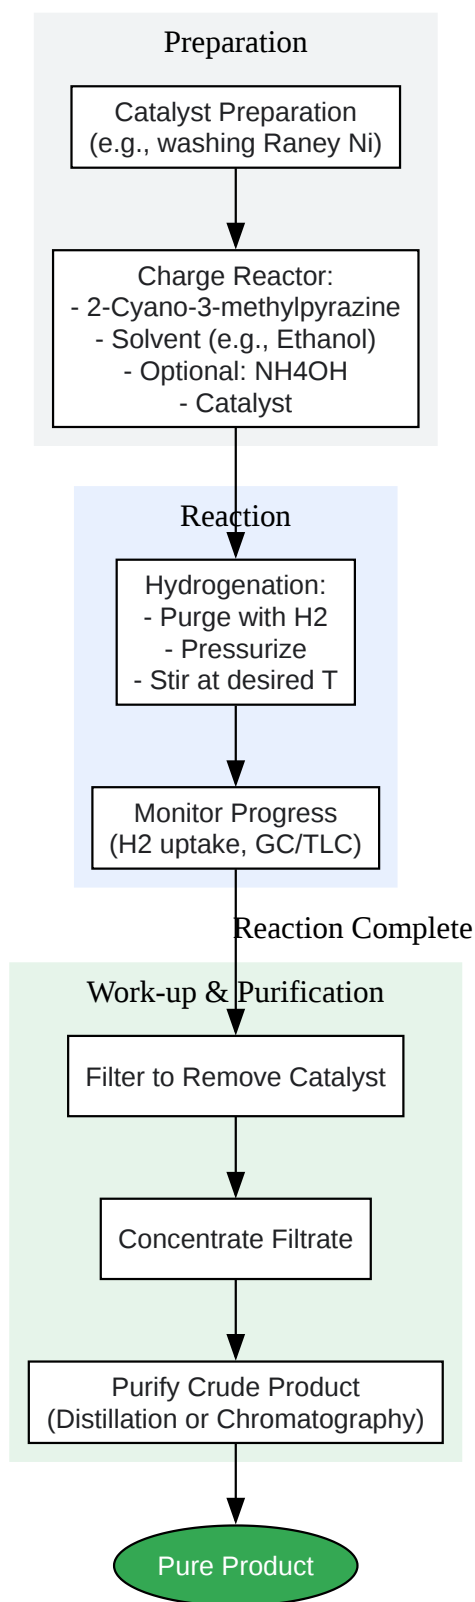 Preparation
Catalyst Preparation
(e.g., washing Raney Ni)
Charge Reactor:
- 2-Cyano-3-methylpyrazine
- Solvent (e.g., Ethanol)
- Optional: NH4OH
- Catalyst
Reaction
Hydrogenation:
- Purge with H2
- Pressurize
- Stir at desired T
Monitor Progress
(H2 uptake, GC/TLC)
Reaction Complete
Work-up & Purification
Filter to Remove Catalyst
Concentrate Filtrate
Purify Crude Product
(Distillation or Chromatography)
Pure Product